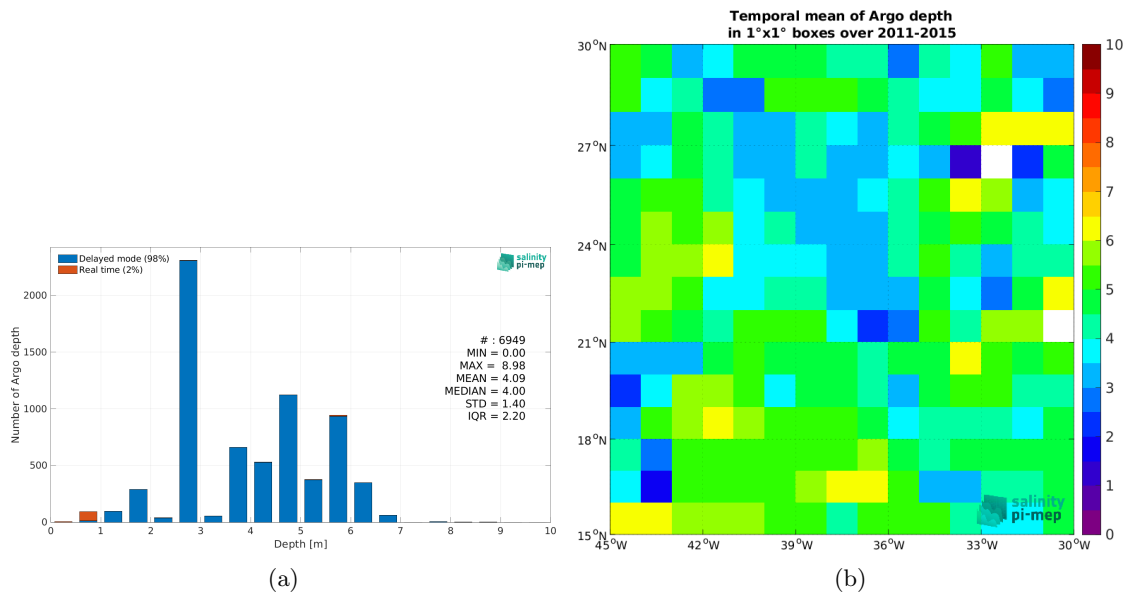 Delayed mode (98%)
Real time (2%)
salinity
pi-mep
# : 6949
MIN = 0.00
MAX = 8.98
MEAN = 4.09
MEDIAN = 4.00
STD = 1.40
IQR = 2.20
Number of Argo depth
2000
1500
1000
500
0
0 1 2 3 4 5 6 7 8 9 10
Depth [m]
(a)
Temporal mean of Argo depth
in 1°x1° boxes over 2011-2015
30°N
27°N
24°N
21°N
18°N
15°N
45°W 42°W 39°W 36°W 33°W 30°W
salinity
pi-mep
10
9
8
7
6
5
4
3
2
1
0
(b)